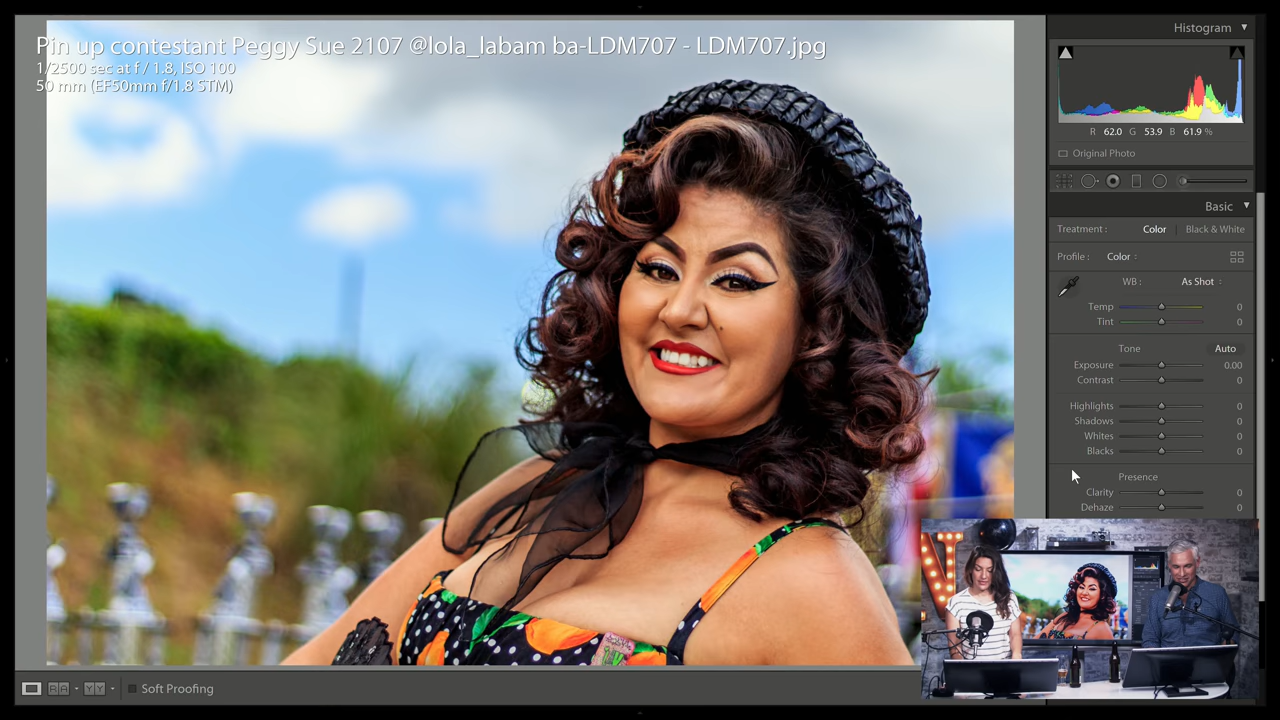 Pin up contestant Peggy Sue 2107 @lola_labam ba-LDM707 - LDM707.jpg
1/2500 sec at f / 1.8, ISO 100
50 mm (EF50mm f/1.8 STM)
Histogram
R 62.0 G 53.9 B 61.9 %
Original Photo
Basic
Treatment : Color Black & White
Profile : Color
WB : As Shot
Temp 0
Tint 0
Tone Auto
Exposure 0.00
Contrast 0
Highlights 0
Shadows 0
Whites 0
Blacks 0
Presence
Clarity 0
Dehaze 0
R A Y Y Soft Proofing